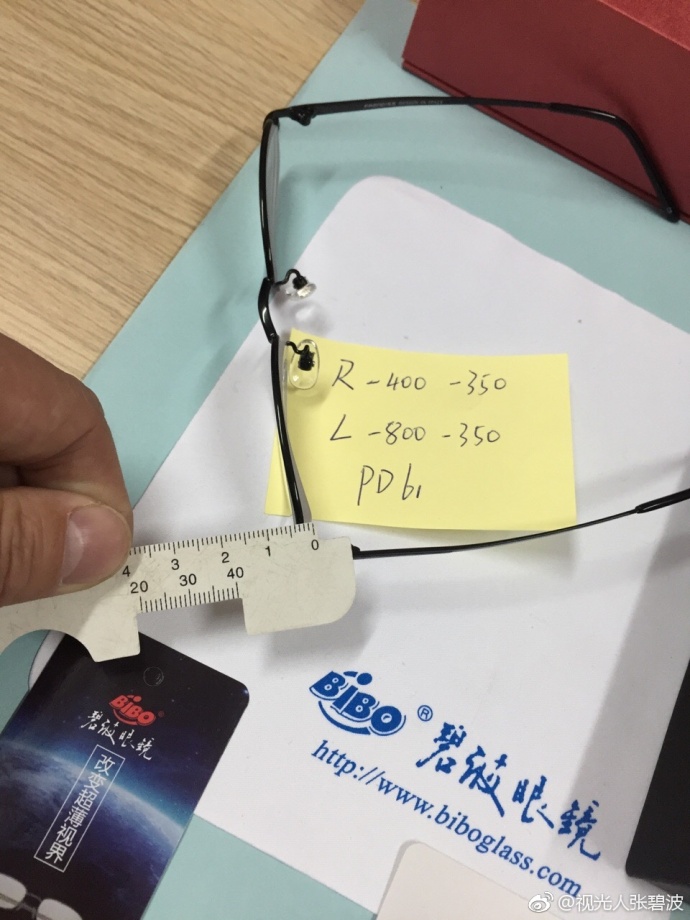 R -400 -350
L -800 -350
PD 61
4 3 2 1 0
20 30 40
BIBO
碧波眼镜
改变超薄视界
BIBO®
碧波眼鏡
http://www.biboglass.com
@视光人张碧波